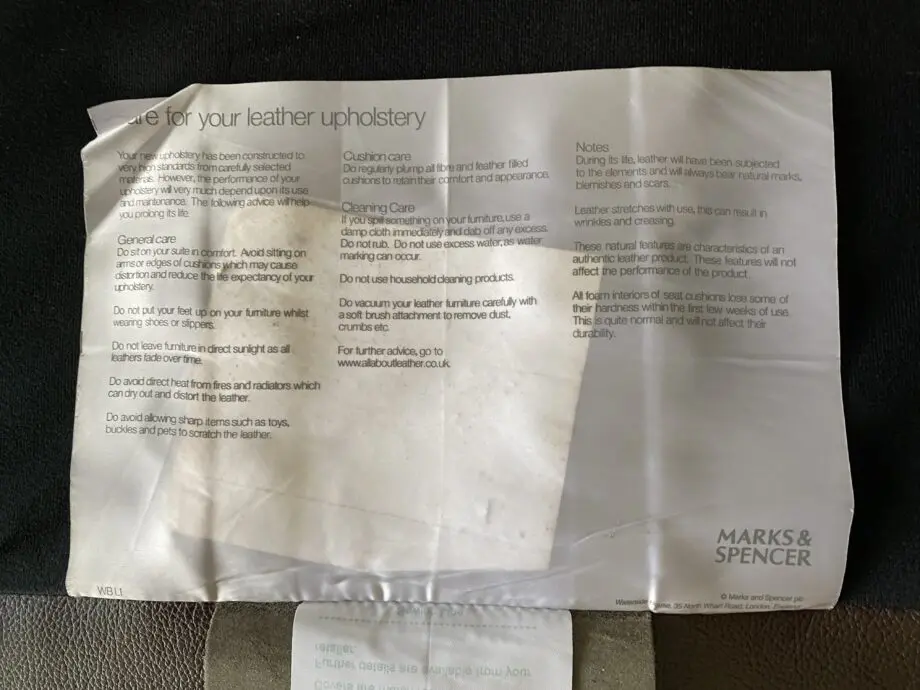 are for your leather upholstery
Your new upholstery has been constructed to
very high standards from carefully selected
materials. However, the performance of your
upholstery will very much depend upon its use
and maintenance. The following advice will help
you prolong its life.
General care
Do sit on your suite in comfort. Avoid sitting on
arms or edges of cushions which may cause
distortion and reduce the life expectancy of your
upholstery.
Do not put your feet up on your furniture whilst
wearing shoes or slippers.
Do not leave furniture in direct sunlight as all
leathers fade over time.
Do avoid direct heat from fires and radiators which
can dry out and distort the leather.
Do avoid allowing sharp items such as toys,
buckles and pets to scratch the leather.
WB L1
Cushion care
Do regularly plump all fibre and feather filled
cushions to retain their comfort and appearance.
Cleaning Care
If you spill something on your furniture, use a
damp cloth immediately and dab off any excess.
Do not rub. Do not use excess water, as water
marking can occur.
Do not use household cleaning products.
Do vacuum your leather furniture carefully with
a soft brush attachment to remove dust,
crumbs etc.
For further advice, go to
www.allaboutleather.co.uk
Notes
During its life, leather will have been subjected
to the elements and will always bear natural marks,
blemishes and scars.
Leather stretches with use, this can result in
wrinkles and creasing.
These natural features are characteristics of an
authentic leather product. These features will not
affect the performance of the product.
All foam interiors of seat cushions lose some of
their hardness within the first few weeks of use.
This is quite normal and will not affect their
durability.
MARKS &
SPENCER
© Marks and Spencer plc
35 North Wharf Road, London, England
Further details are available from your
retailer.